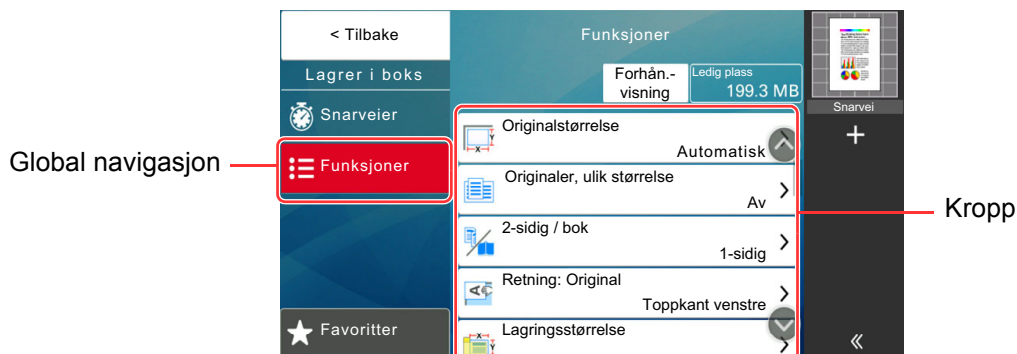 < Tilbake
Funksjoner
Lagrer i boks
Forhån.-
visning
Ledig plass
199.3 MB
Snarvei
Snarveier
Funksjoner
Favoritter
Originalstørrelse
Automatisk
Originaler, ulik størrelse
Av
2-sidig / bok
1-sidig
Retning: Original
Toppkant venstre
Lagringsstørrelse
Global navigasjon
Kropp